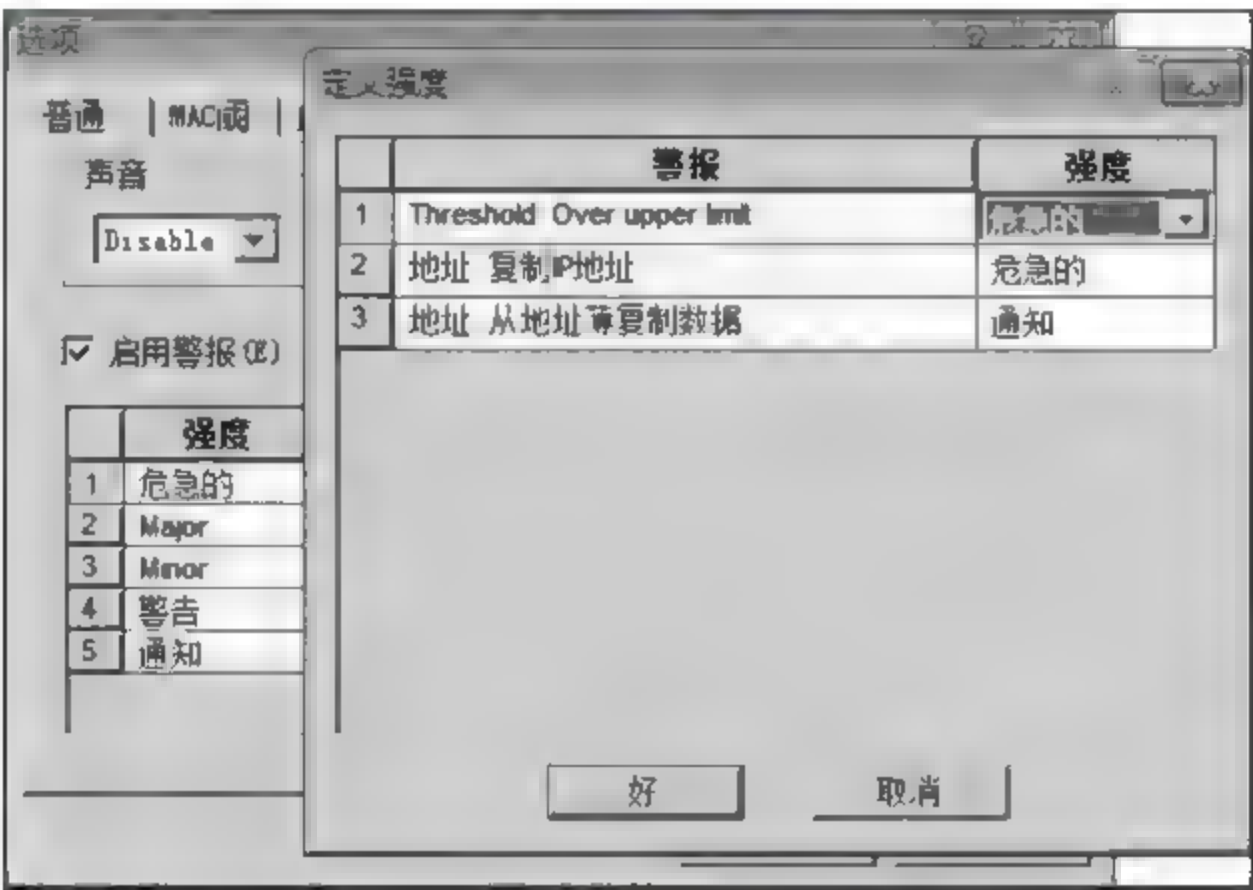 选项
定义强度
普通
MAC阈
声音
Disable
启用警报(E)
强度
1 危急的
2 Major
3 Minor
4 警告
5 通知
警报 强度
1 Threshold Over upper limit 危急的
2 地址 复制IP地址 危急的
3 地址 从地址薄复制数据 通知
好 取消